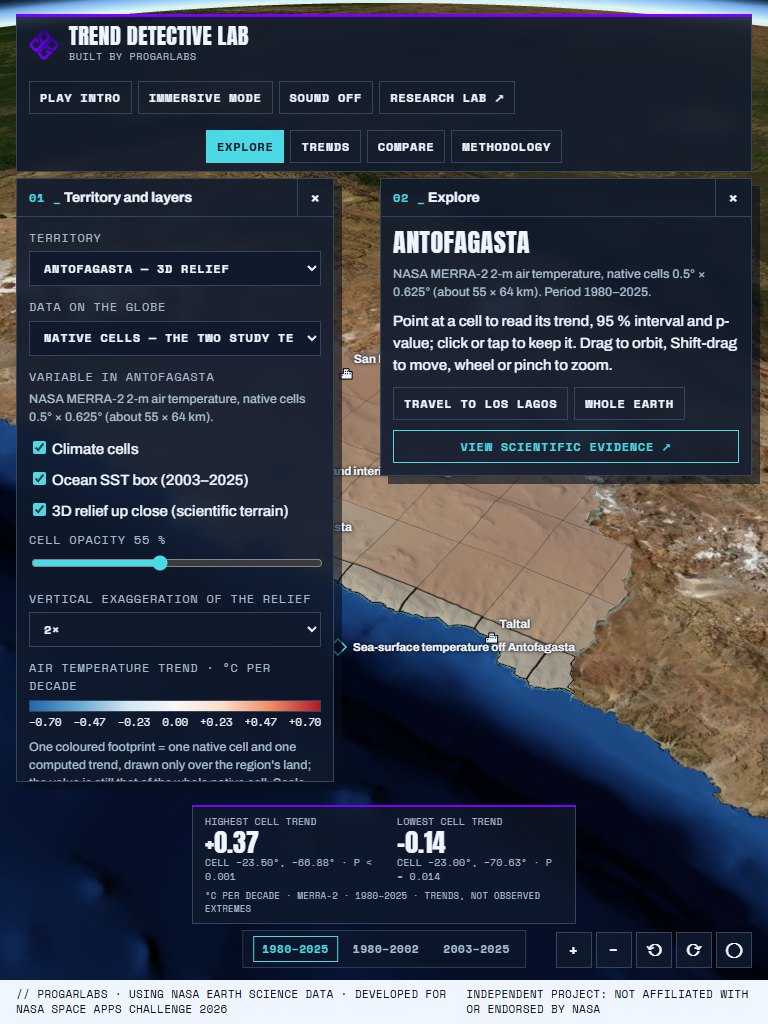 TREND DETECTIVE LAB
BUILT BY PROGARLABS
PLAY INTRO
IMMERSIVE MODE
SOUND OFF
RESEARCH LAB ↗
EXPLORE
TRENDS
COMPARE
METHODOLOGY
01 _ Territory and layers
×
TERRITORY
ANTOFAGASTA — 3D RELIEF
DATA ON THE GLOBE
NATIVE CELLS — THE TWO STUDY TE
VARIABLE IN ANTOFAGASTA
NASA MERRA-2 2-m air temperature, native cells
0.5° × 0.625° (about 55 × 64 km).
Climate cells
Ocean SST box (2003–2025)
3D relief up close (scientific terrain)
CELL OPACITY 55 %
VERTICAL EXAGGERATION OF THE RELIEF
2×
AIR TEMPERATURE TREND · °C PER
DECADE
−0.70 −0.47 −0.23 0.00 +0.23 +0.47 +0.70
One coloured footprint = one native cell and one
computed trend, drawn only over the region's land;
the value is still that of the whole native cell. Scale
02 _ Explore
×
ANTOFAGASTA
NASA MERRA-2 2-m air temperature, native cells 0.5° ×
0.625° (about 55 × 64 km). Period 1980–2025.
Point at a cell to read its trend, 95 % interval and p-
value; click or tap to keep it. Drag to orbit, Shift-drag
to move, wheel or pinch to zoom.
TRAVEL TO LOS LAGOS
WHOLE EARTH
VIEW SCIENTIFIC EVIDENCE ↗
San
Taltal
Sea-surface temperature off Antofagasta
HIGHEST CELL TREND
+0.37
CELL −23.50°, −66.88° · P <
0.001
LOWEST CELL TREND
−0.14
CELL −23.00°, −70.63° · P
= 0.014
°C PER DECADE · MERRA-2 · 1980–2025 · TRENDS, NOT OBSERVED
EXTREMES
1980–2025
1980–2002
2003–2025
+
−
// PROGARLABS · USING NASA EARTH SCIENCE DATA · DEVELOPED FOR
NASA SPACE APPS CHALLENGE 2026
INDEPENDENT PROJECT: NOT AFFILIATED WITH
OR ENDORSED BY NASA